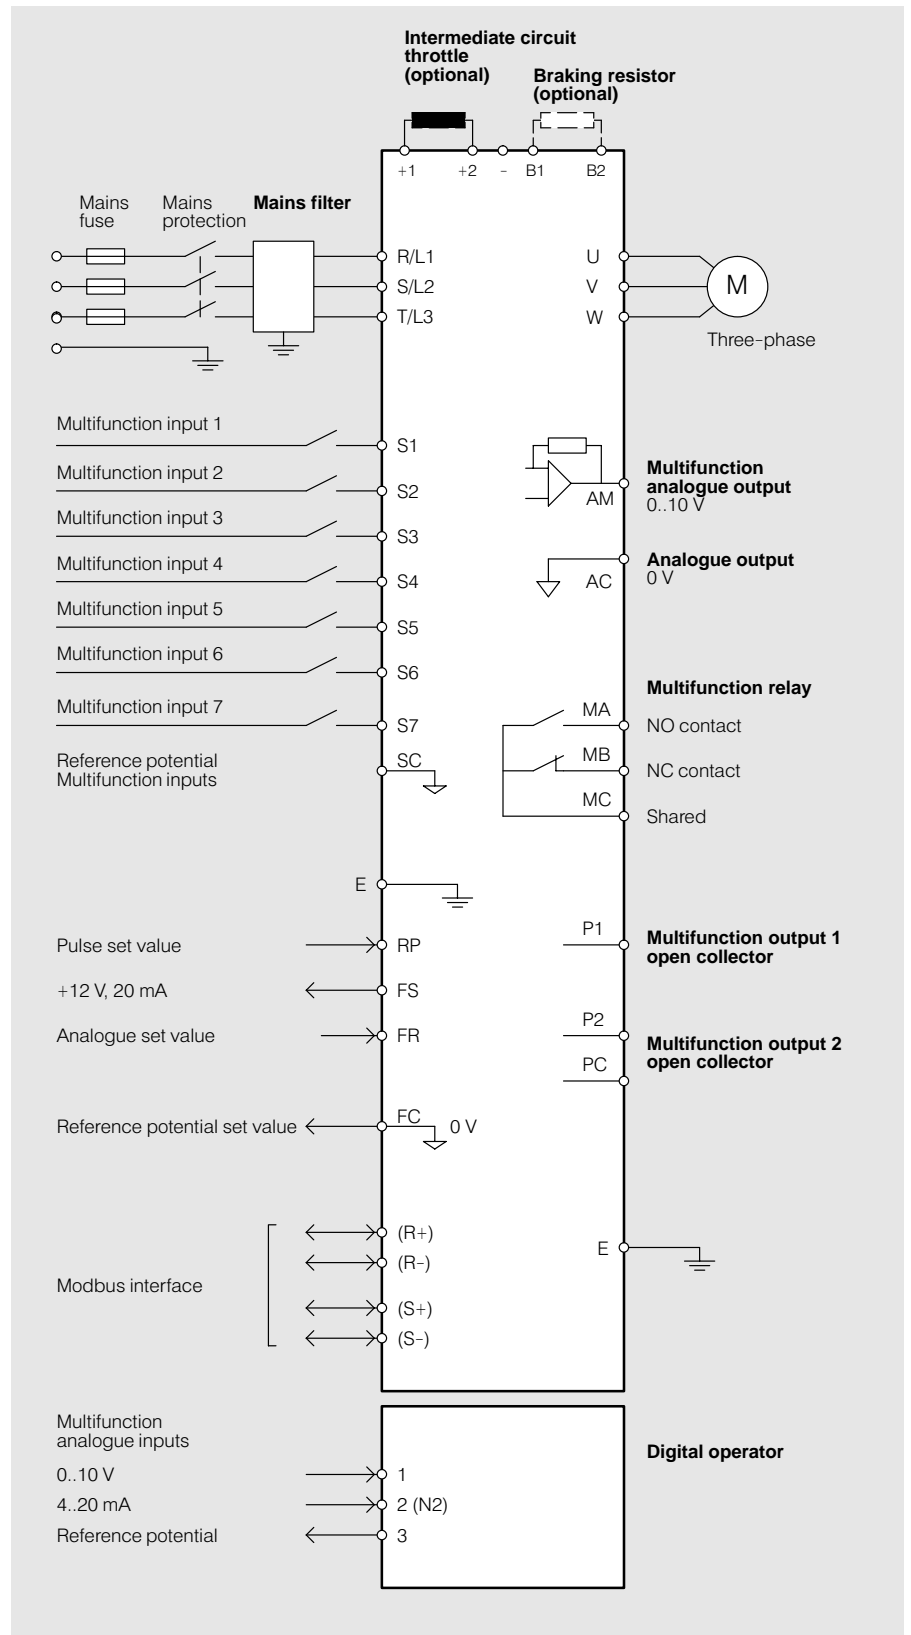 Intermediate circuit
throttle
(optional)
Braking resistor
(optional)
+1 +2 - B1 B2
Mains
fuse
Mains
protection
Mains filter
R/L1 U
S/L2 V
T/L3 W
M
Three-phase
Multifunction input 1
S1
Multifunction input 2
S2
Multifunction input 3
S3
Multifunction input 4
S4
Multifunction input 5
S5
Multifunction input 6
S6
Multifunction input 7
S7
Reference potential
Multifunction inputs
SC
AM
Multifunction
analogue output
0..10 V
AC
Analogue output
0 V
Multifunction relay
MA
NO contact
MB
NC contact
MC
Shared
E
Pulse set value RP
+12 V, 20 mA FS
Analogue set value FR
Reference potential set value FC 0 V
P1
Multifunction output 1
open collector
P2
PC
Multifunction output 2
open collector
Modbus interface
(R+)
(R-)
(S+)
(S-)
E
Multifunction
analogue inputs
0..10 V 1
4..20 mA 2 (N2)
Reference potential 3
Digital operator